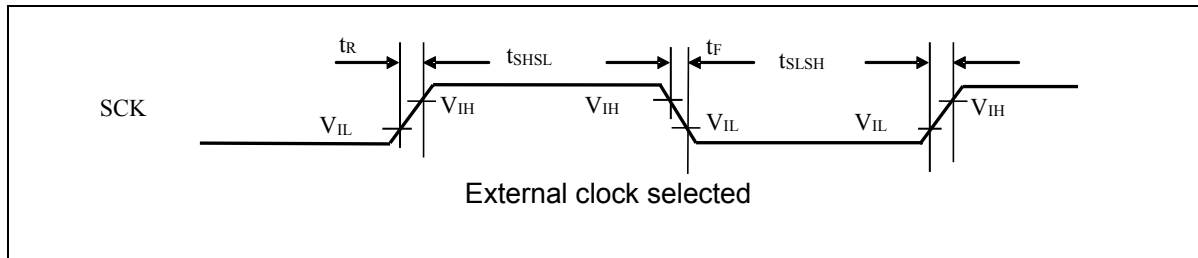 tR tSHSL tF tSLSH
SCK
VIH VIH VIH
VIL VIL VIL
External clock selected